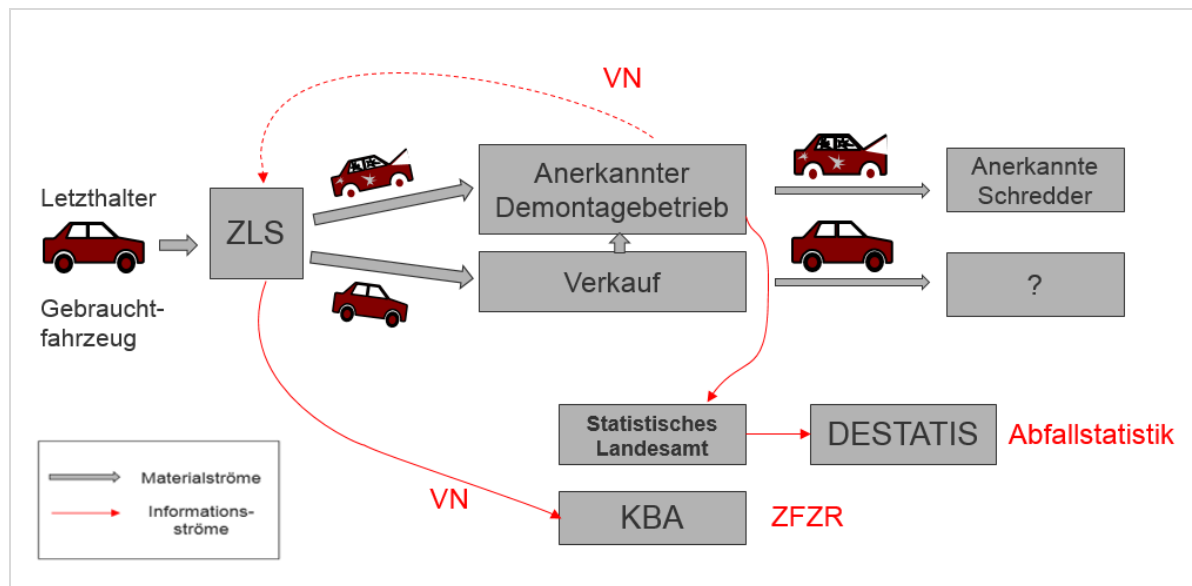 VN
Letzthalter
ZLS
Gebraucht-
fahrzeug
Anerkannter
Demontagebetrieb
Verkauf
Anerkannte
Schredder
?
Statistisches
Landesamt
DESTATIS
Abfallstatistik
VN
KBA
ZFZR
Materialströme
Informations-
ströme